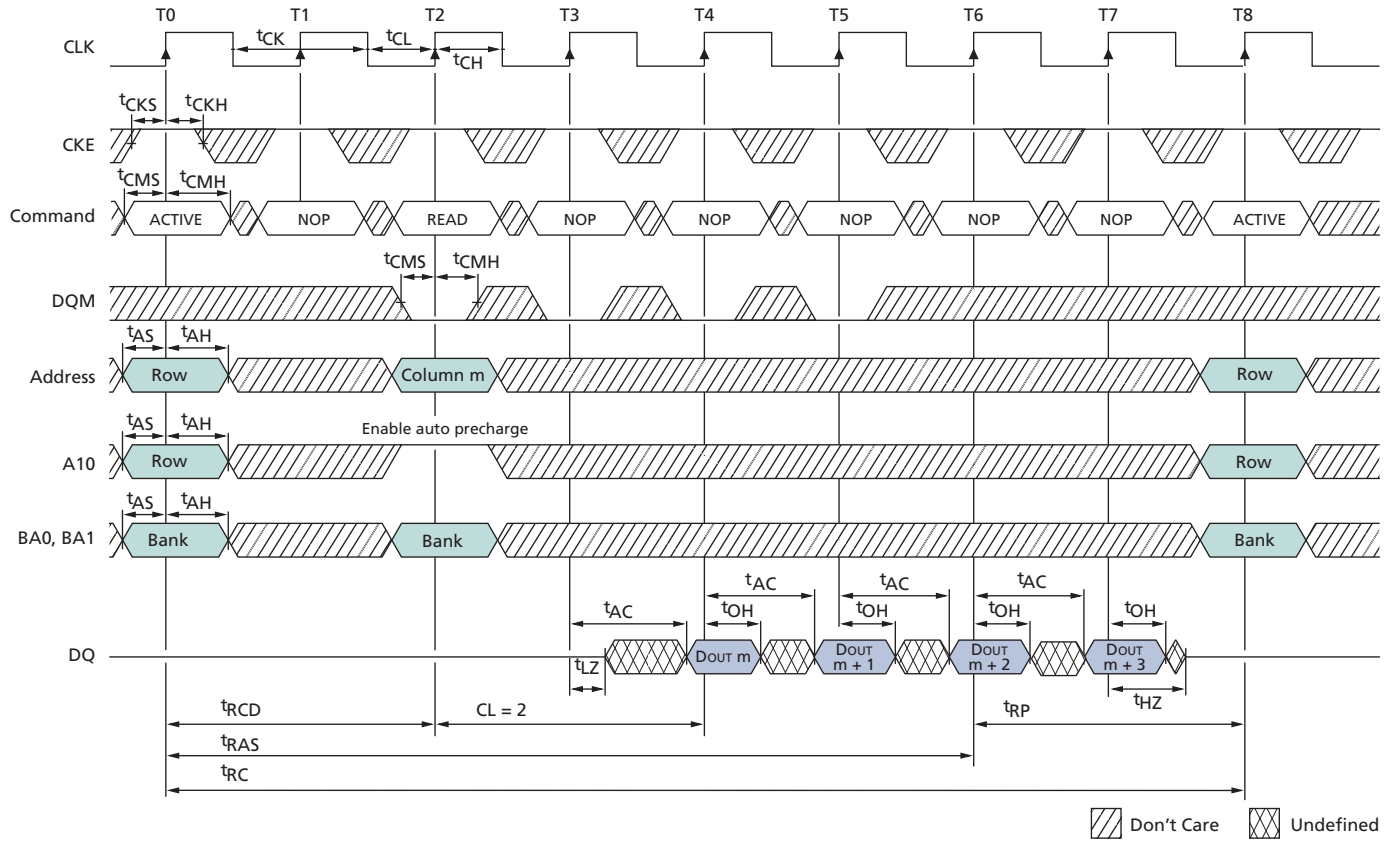 T0 T1 T2 T3 T4 T5 T6 T7 T8
CLK
tCK tCL
tCH
tCKS tCKH
CKE
tCMS tCMH
Command ACTIVE NOP READ NOP NOP NOP NOP NOP ACTIVE
tCMS tCMH
DQM
tAS tAH
Address Row Column m Row
Enable auto precharge
tAS tAH
A10 Row Row
tAS tAH
BA0, BA1 Bank Bank Bank
tAC tAC tAC
tAC tOH tOH tOH tOH
DQ DOUT m DOUT m + 1 DOUT m + 2 DOUT m + 3
tLZ tHZ
tRCD CL = 2 tRP
tRAS
tRC
Don't Care Undefined